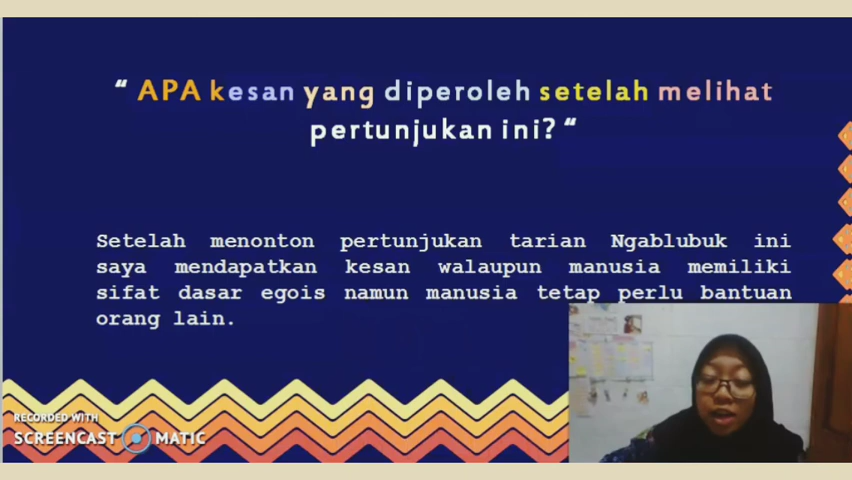 “ APA kesan yang diperoleh setelah melihat
pertunjukan ini? “
Setelah menonton pertunjukan tarian Ngablubuk ini
saya mendapatkan kesan walaupun manusia memiliki
sifat dasar egois namun manusia tetap perlu bantuan
orang lain.
RECORDED WITH
SCREENCAST MATIC